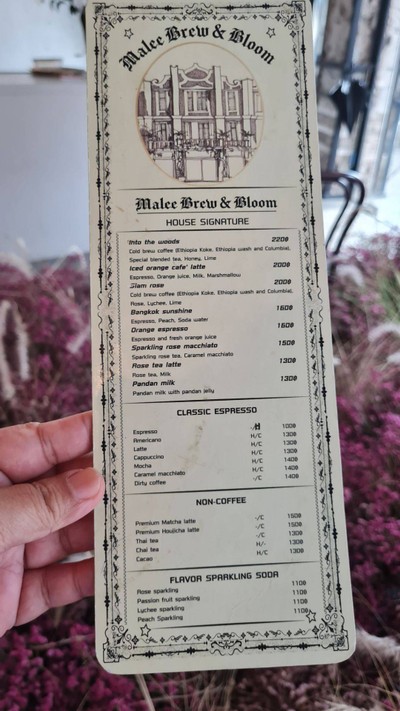 Malee Brew & Bloom
Malee Brew & Bloom
HOUSE SIGNATURE
Into the woods 220฿
Cold brew coffee (Ethiopia Koke, Ethiopia wash and Columbia),
Special blended tea, Honey, Lime
Iced orange cafe' latte 200฿
Espresso, Orange juice, Milk, Marshmallow
Siam rose 200฿
Cold brew coffee (Ethiopia Koke, Ethiopia wash and Columbia),
Rose, Lychee, Lime
Bangkok sunshine 160฿
Espresso, Peach, Soda water
Orange espresso 160฿
Espresso and fresh orange juice
Sparkling rose macchiato 150฿
Sparkling rose tea, Caramel macchiato
Rose tea latte 130฿
Rose tea, Milk
Pandan milk 130฿
Pandan milk with pandan jelly
CLASSIC ESPRESSO
Espresso -/H 100฿
Americano H/C 130฿
Latte H/C 130฿
Cappuccino H/C 130฿
Mocha H/C 140฿
Caramel macchiato H/C 140฿
Dirty coffee -/C 140฿
NON-COFFEE
Premium Matcha latte -/C 150฿
Premium Houjicha latte -/C 150฿
Thai tea -/C 130฿
Chai tea H/- 130฿
Cacao H/C 130฿
FLAVOR SPARKLING SODA
Rose sparkling 110฿
Passion fruit sparkling 110฿
Lychee sparkling 110฿
Peach Sparkling 110฿